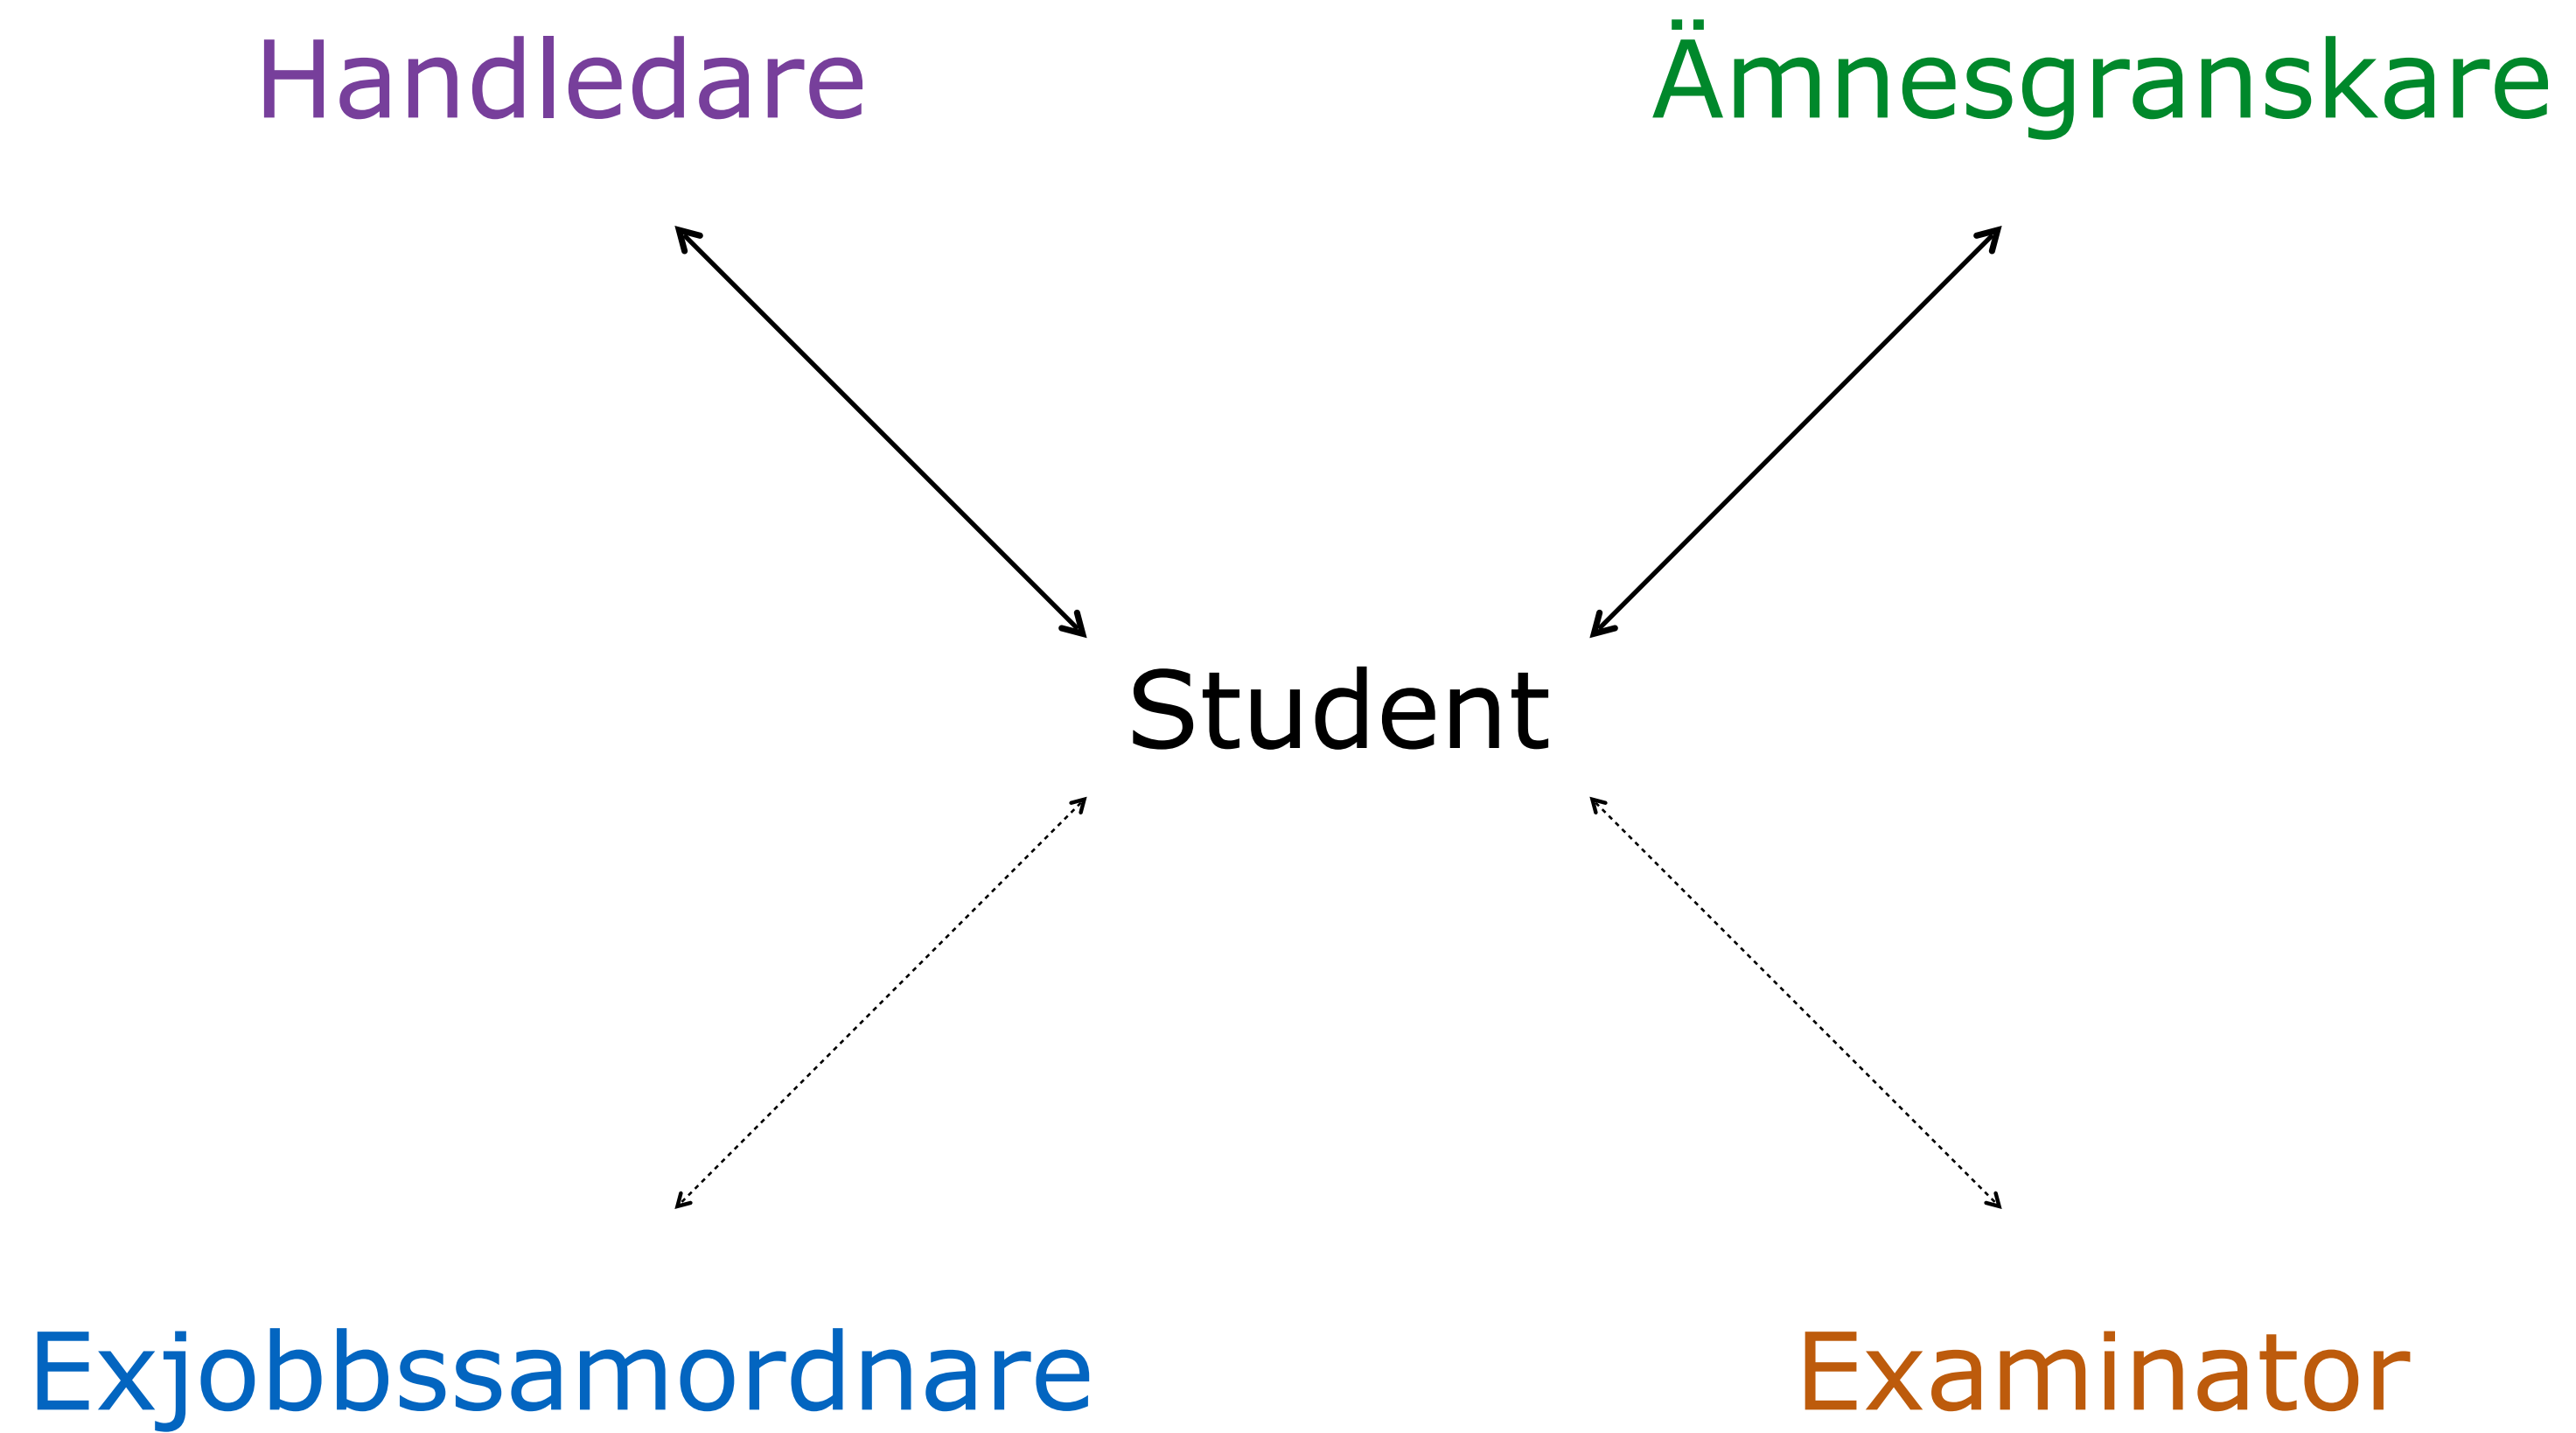 Handledare
Ämnesgranskare
Student
Exjobbssamordnare
Examinator